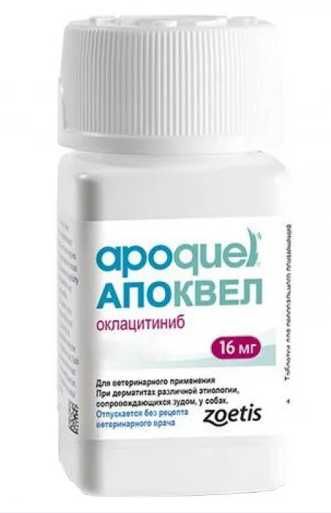 apoquel
АПОКВЕЛ
оклацитиниб
16 мг
Для ветеринарного применения
При дерматитах различной этиологии,
сопровождающихся зудом, у собак.
Отпускается без рецепта
ветеринарного врача
zoetis